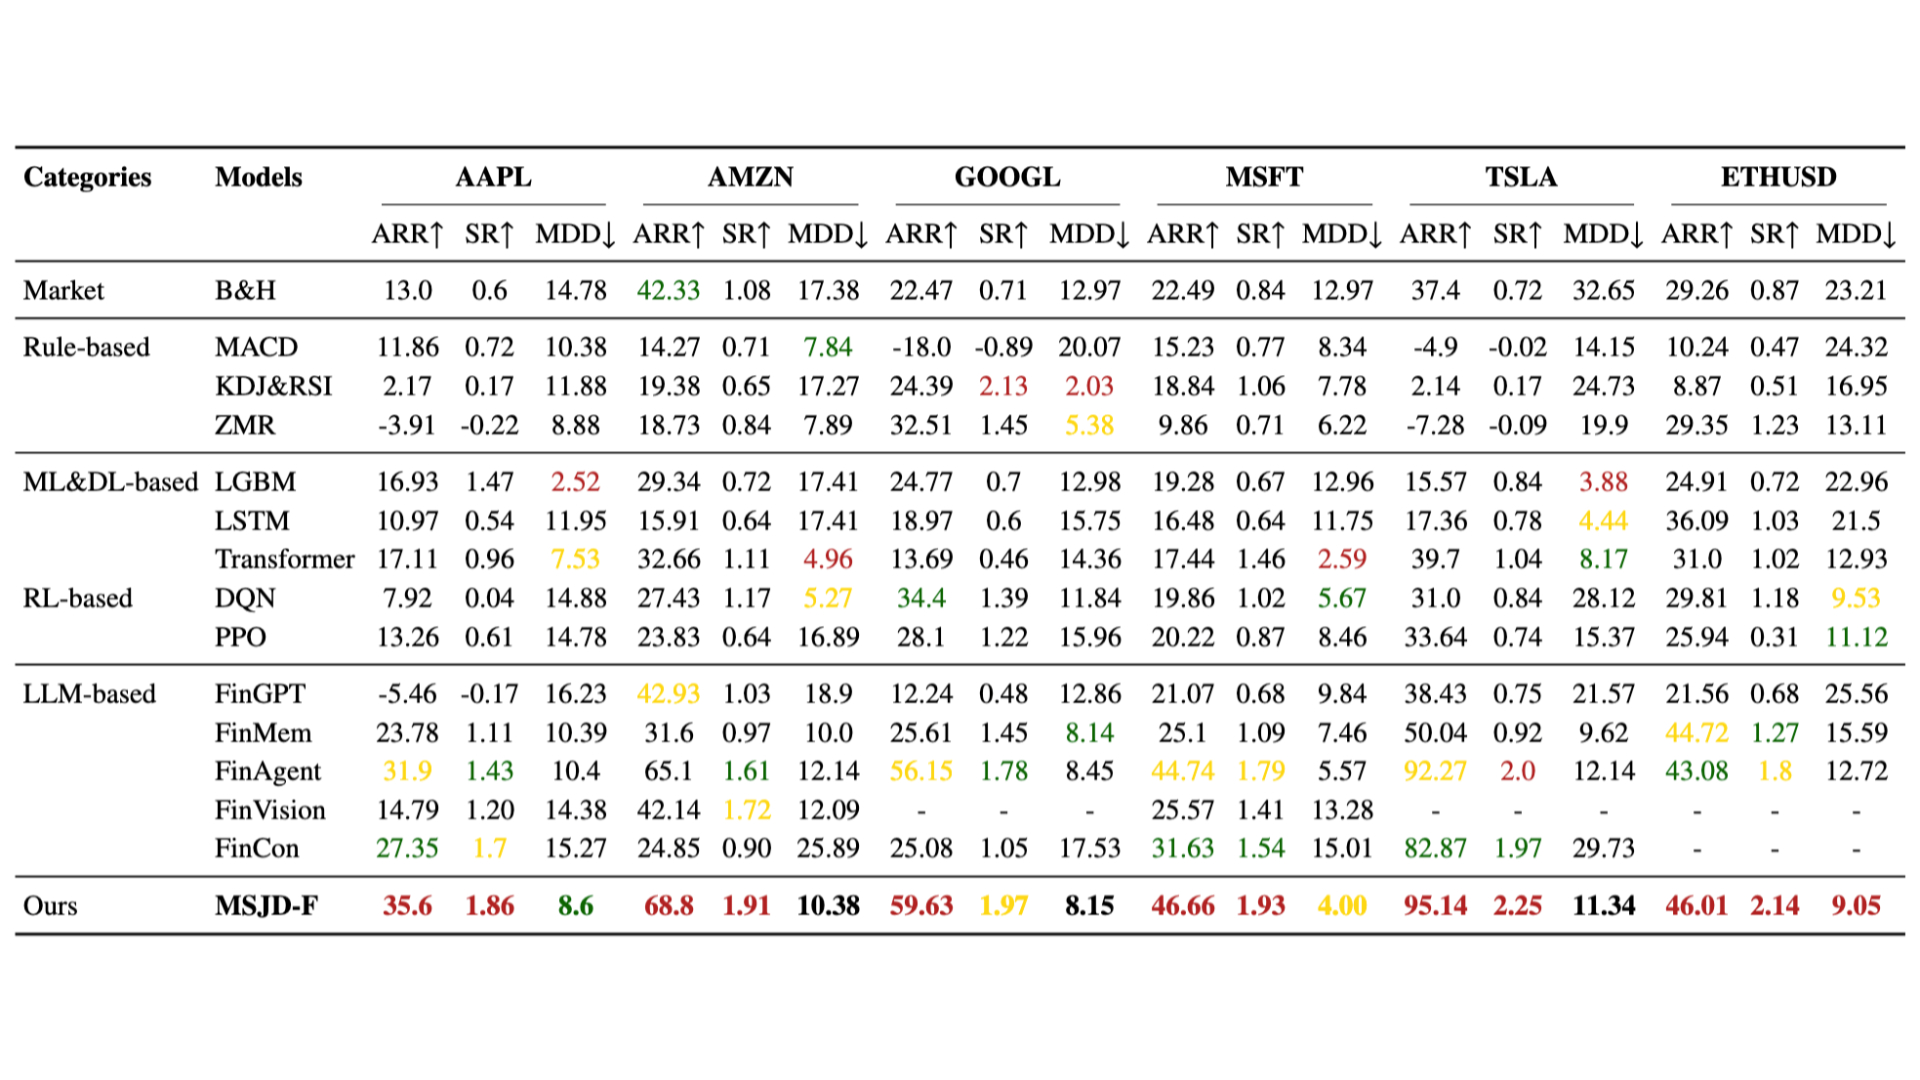 Categories Models AAPL AMZN GOOGL MSFT TSLA ETHUSD
ARR↑ SR↑ MDD↓ ARR↑ SR↑ MDD↓ ARR↑ SR↑ MDD↓ ARR↑ SR↑ MDD↓ ARR↑ SR↑ MDD↓ ARR↑ SR↑ MDD↓
Market B&H 13.0 0.6 14.78 42.33 1.08 17.38 22.47 0.71 12.97 22.49 0.84 12.97 37.4 0.72 32.65 29.26 0.87 23.21
Rule-based MACD 11.86 0.72 10.38 14.27 0.71 7.84 -18.0 -0.89 20.07 15.23 0.77 8.34 -4.9 -0.02 14.15 10.24 0.47 24.32
KDJ&RSI 2.17 0.17 11.88 19.38 0.65 17.27 24.39 2.13 2.03 18.84 1.06 7.78 2.14 0.17 24.73 8.87 0.51 16.95
ZMR -3.91 -0.22 8.88 18.73 0.84 7.89 32.51 1.45 5.38 9.86 0.71 6.22 -7.28 -0.09 19.9 29.35 1.23 13.11
ML&DL-based LGBM 16.93 1.47 2.52 29.34 0.72 17.41 24.77 0.7 12.98 19.28 0.67 12.96 15.57 0.84 3.88 24.91 0.72 22.96
LSTM 10.97 0.54 11.95 15.91 0.64 17.41 18.97 0.6 15.75 16.48 0.64 11.75 17.36 0.78 4.44 36.09 1.03 21.5
Transformer 17.11 0.96 7.53 32.66 1.11 4.96 13.69 0.46 14.36 17.44 1.46 2.59 39.7 1.04 8.17 31.0 1.02 12.93
RL-based DQN 7.92 0.04 14.88 27.43 1.17 5.27 34.4 1.39 11.84 19.86 1.02 5.67 31.0 0.84 28.12 29.81 1.18 9.53
PPO 13.26 0.61 14.78 23.83 0.64 16.89 28.1 1.22 15.96 20.22 0.87 8.46 33.64 0.74 15.37 25.94 0.31 11.12
LLM-based FinGPT -5.46 -0.17 16.23 42.93 1.03 18.9 12.24 0.48 12.86 21.07 0.68 9.84 38.43 0.75 21.57 21.56 0.68 25.56
FinMem 23.78 1.11 10.39 31.6 0.97 10.0 25.61 1.45 8.14 25.1 1.09 7.46 50.04 0.92 9.62 44.72 1.27 15.59
FinAgent 31.9 1.43 10.4 65.1 1.61 12.14 56.15 1.78 8.45 44.74 1.79 5.57 92.27 2.0 12.14 43.08 1.8 12.72
FinVision 14.79 1.20 14.38 42.14 1.72 12.09 - - - 25.57 1.41 13.28 - - - - - -
FinCon 27.35 1.7 15.27 24.85 0.90 25.89 25.08 1.05 17.53 31.63 1.54 15.01 82.87 1.97 29.73 - - -
Ours MSJD-F 35.6 1.86 8.6 68.8 1.91 10.38 59.63 1.97 8.15 46.66 1.93 4.00 95.14 2.25 11.34 46.01 2.14 9.05